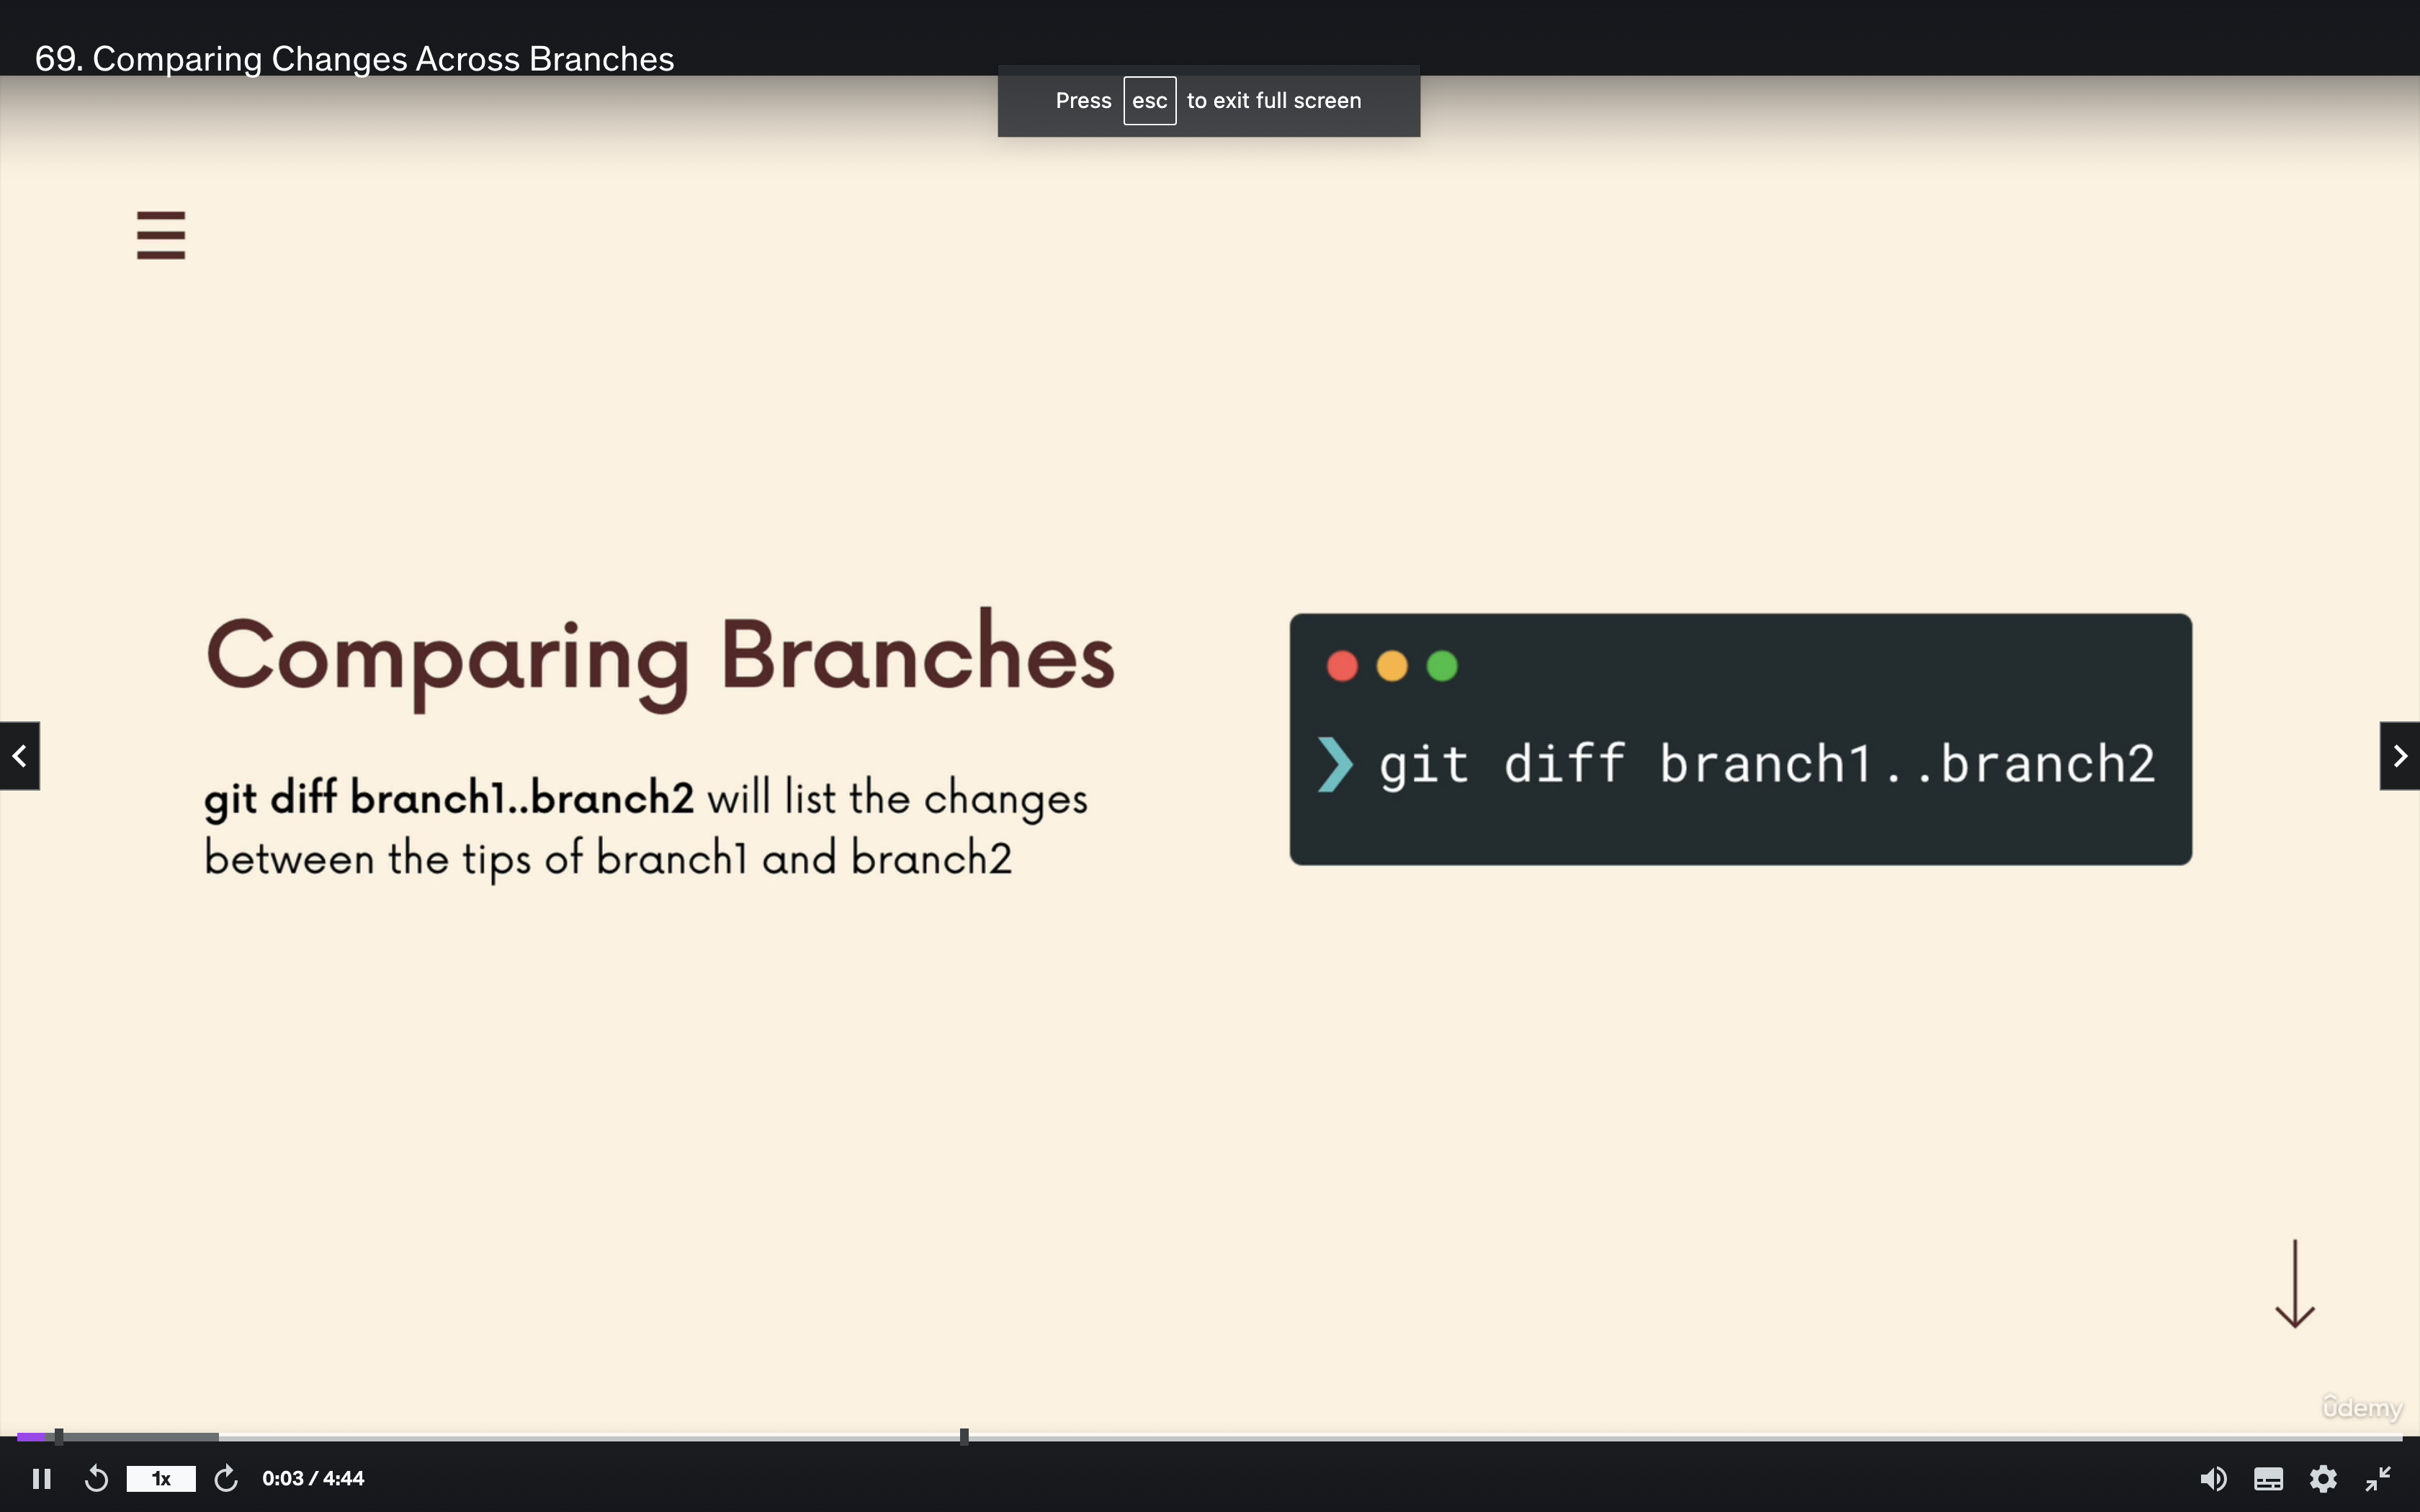 69. Comparing Changes Across Branches
Press esc to exit full screen
Comparing Branches
git diff branch1..branch2 will list the changes
between the tips of branch1 and branch2
git diff branch1..branch2
udemy
1x
0:03 / 4:44